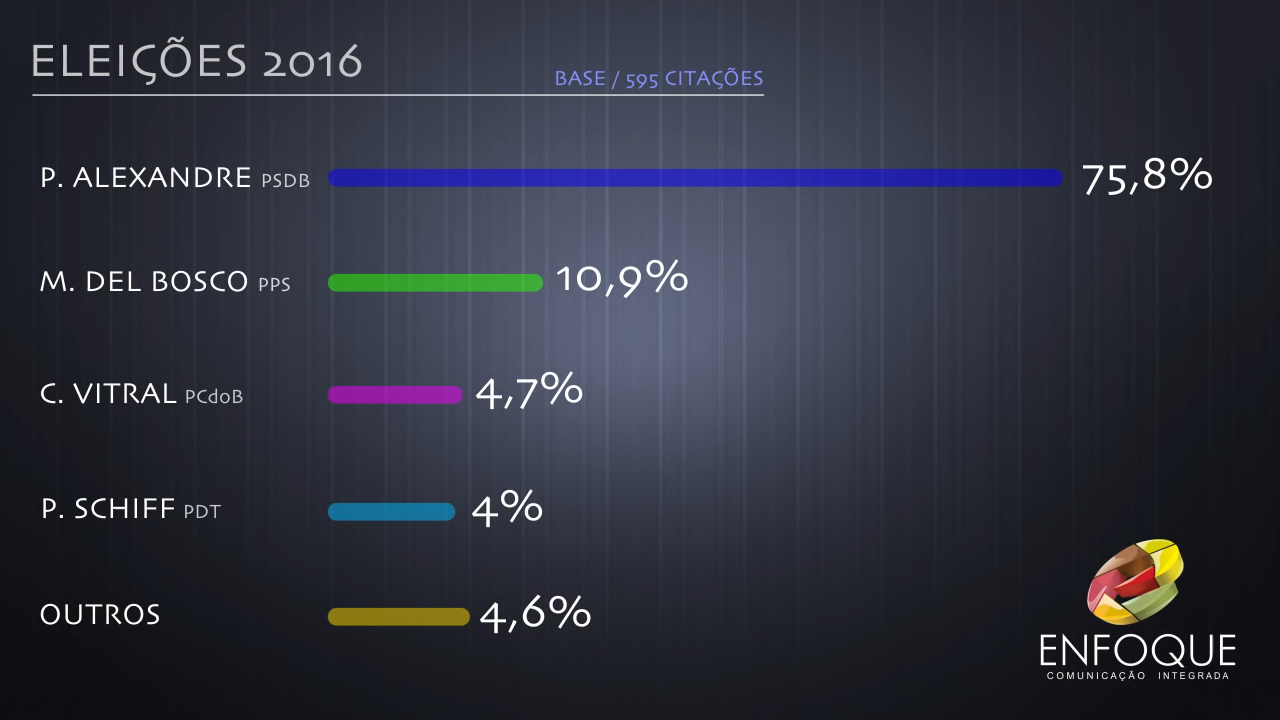 ELEIÇÕES 2016
BASE / 595 CITAÇÕES
P. ALEXANDRE PSDB 75,8%
M. DEL BOSCO PPS 10,9%
C. VITRAL PCdoB 4,7%
P. SCHIFF PDT 4%
OUTROS 4,6%
ENFOQUE
COMUNICAÇÃO INTEGRADA